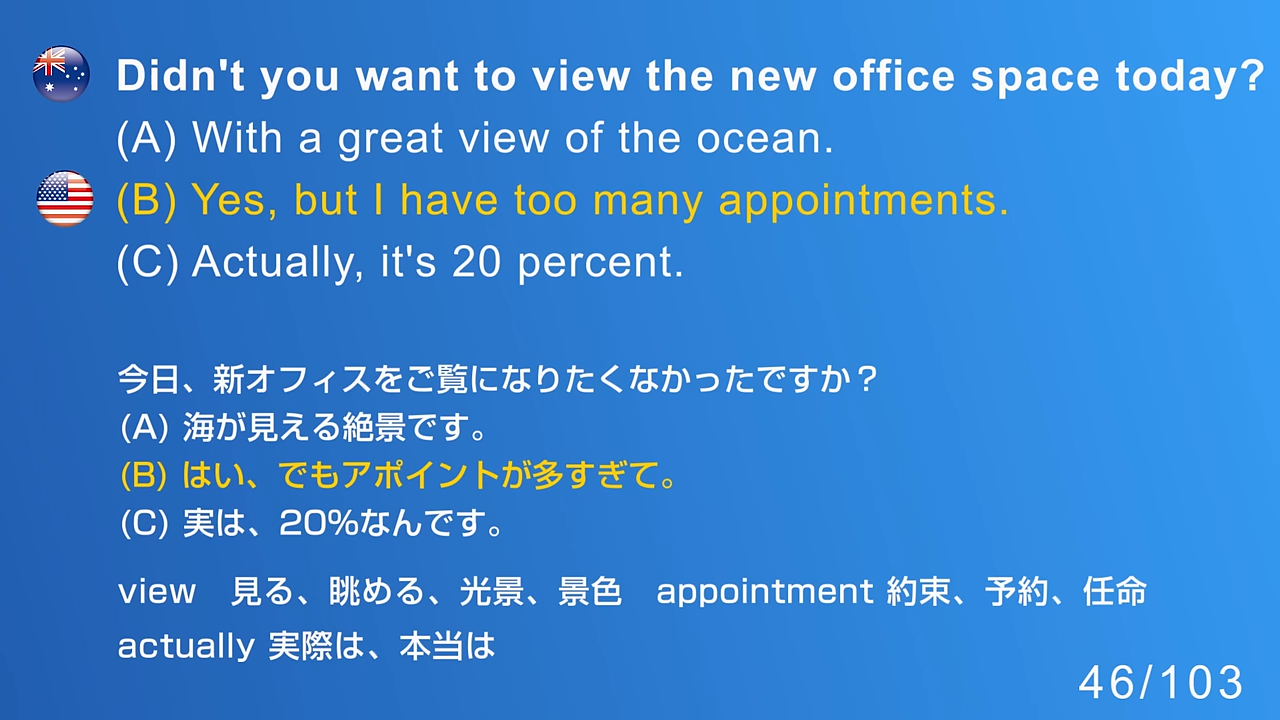 Didn't you want to view the new office space today?
(A) With a great view of the ocean.
(B) Yes, but I have too many appointments.
(C) Actually, it's 20 percent.
今日、新オフィスをご覧になりたくなかったですか？
(A) 海が見える絶景です。
(B) はい、でもアポイントが多すぎて。
(C) 実は、20%なんです。
view　見る、眺める、光景、景色　appointment 約束、予約、任命
actually 実際は、本当は
46/103